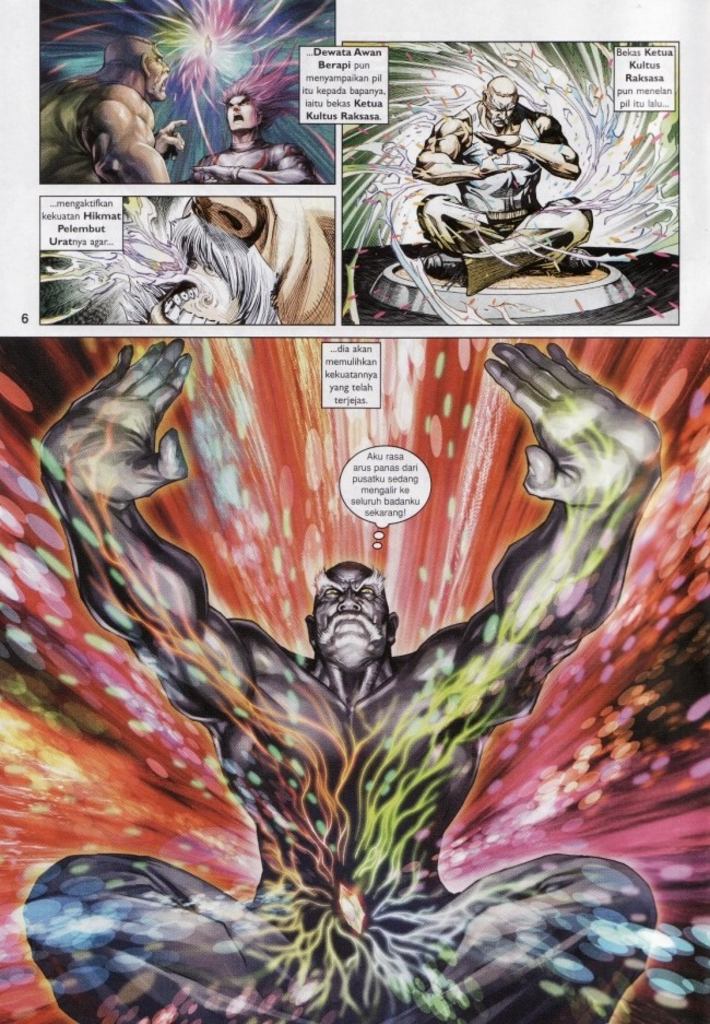 ...Dewata Awan
Berapi pun
menyampaikan pil
itu kepada bapanya,
iaitu bekas Ketua
Kultus Raksasa.
Bekas Ketua
Kultus
Raksasa
pun menelan
pil itu lalu...
...mengaktifkan
kekuatan Hikmat
Pelembut
Uratnya agar...
6
...dia akan
memulihkan
kekuatannya
yang telah
terjejas.
Aku rasa
arus panas dari
pusatku sedang
mengalir ke
seluruh badanku
sekarang!